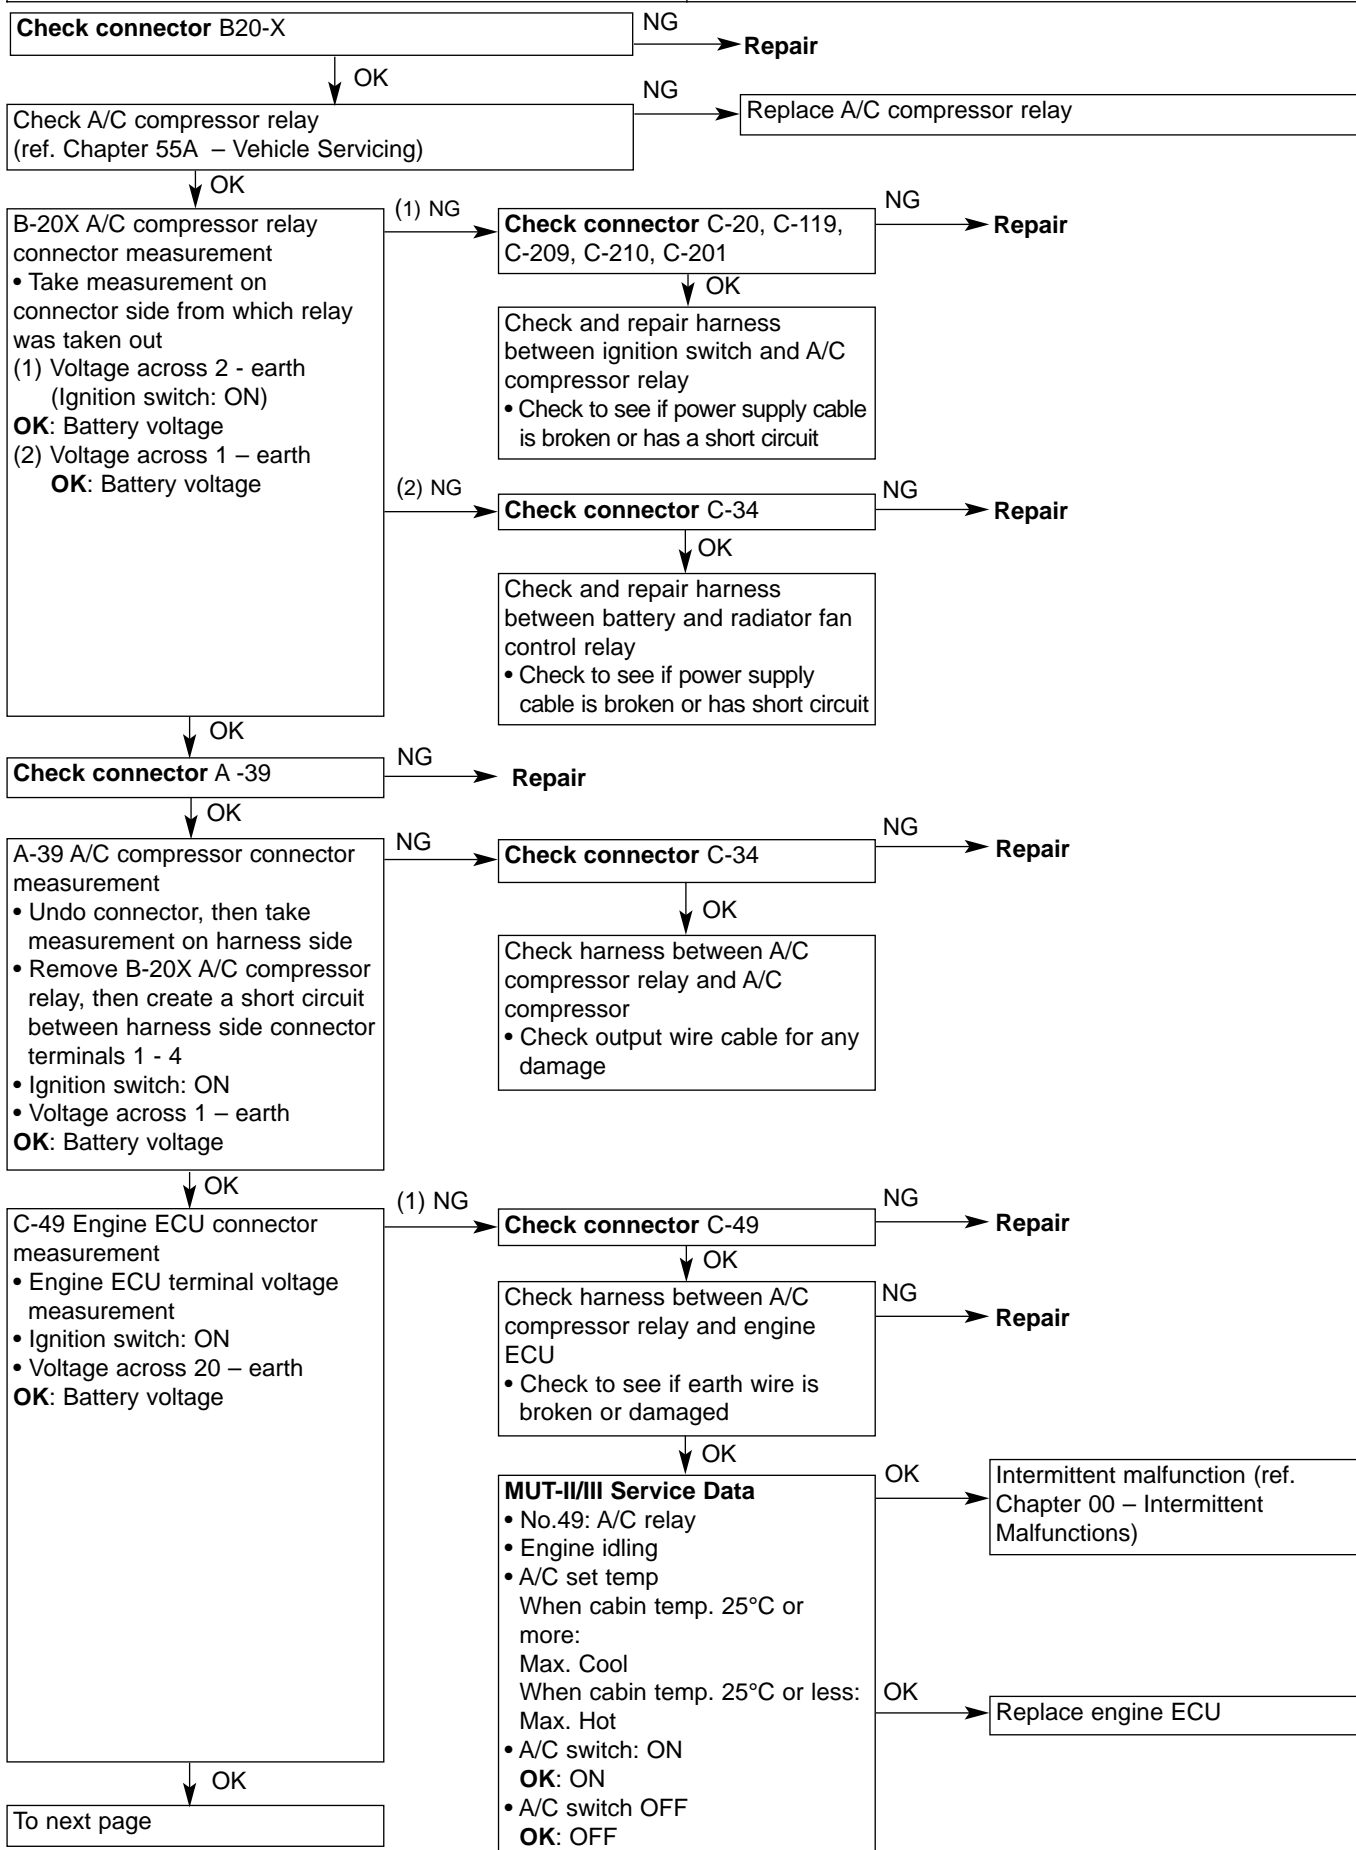 Check connector B20-X
NG
Repair
OK
Check A/C compressor relay
(ref. Chapter 55A – Vehicle Servicing)
NG
Replace A/C compressor relay
OK
B-20X A/C compressor relay
connector measurement
• Take measurement on
connector side from which relay
was taken out
(1) Voltage across 2 - earth
(Ignition switch: ON)
OK: Battery voltage
(2) Voltage across 1 – earth
OK: Battery voltage
(1) NG
Check connector C-20, C-119,
C-209, C-210, C-201
NG
Repair
OK
Check and repair harness
between ignition switch and A/C
compressor relay
• Check to see if power supply cable
is broken or has a short circuit
(2) NG
Check connector C-34
NG
Repair
OK
Check and repair harness
between battery and radiator fan
control relay
• Check to see if power supply
cable is broken or has short circuit
OK
Check connector A -39
NG
Repair
OK
A-39 A/C compressor connector
measurement
• Undo connector, then take
measurement on harness side
• Remove B-20X A/C compressor
relay, then create a short circuit
between harness side connector
terminals 1 - 4
• Ignition switch: ON
• Voltage across 1 – earth
OK: Battery voltage
NG
Check connector C-34
NG
Repair
OK
Check harness between A/C
compressor relay and A/C
compressor
• Check output wire cable for any
damage
OK
C-49 Engine ECU connector
measurement
• Engine ECU terminal voltage
measurement
• Ignition switch: ON
• Voltage across 20 – earth
OK: Battery voltage
(1) NG
Check connector C-49
NG
Repair
OK
Check harness between A/C
compressor relay and engine
ECU
• Check to see if earth wire is
broken or damaged
NG
Repair
OK
MUT-II/III Service Data
• No.49: A/C relay
• Engine idling
• A/C set temp
When cabin temp. 25°C or
more:
Max. Cool
When cabin temp. 25°C or less:
Max. Hot
• A/C switch: ON
OK: ON
• A/C switch OFF
OK: OFF
OK
Intermittent malfunction (ref.
Chapter 00 – Intermittent
Malfunctions)
OK
Replace engine ECU
OK
To next page